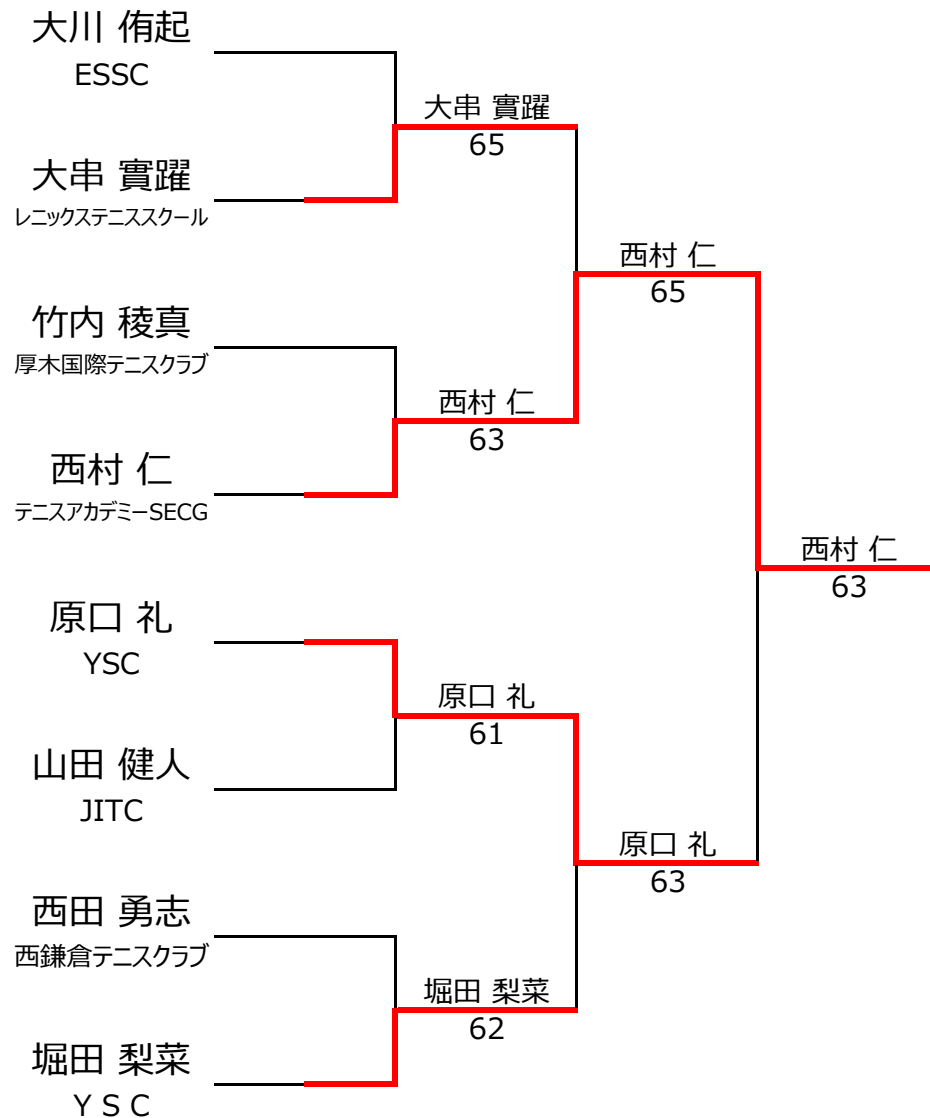 大川 侑起
ESSC
大串 實躍
65
大串 實躍
レニックステニススクール
西村 仁
65
竹内 稜真
厚木国際テニスクラブ
西村 仁
63
西村 仁
テニスアカデミーSECG
西村 仁
63
原口 礼
YSC
原口 礼
61
山田 健人
JITC
原口 礼
63
西田 勇志
西鎌倉テニスクラブ
堀田 梨菜
62
堀田 梨菜
Y S C